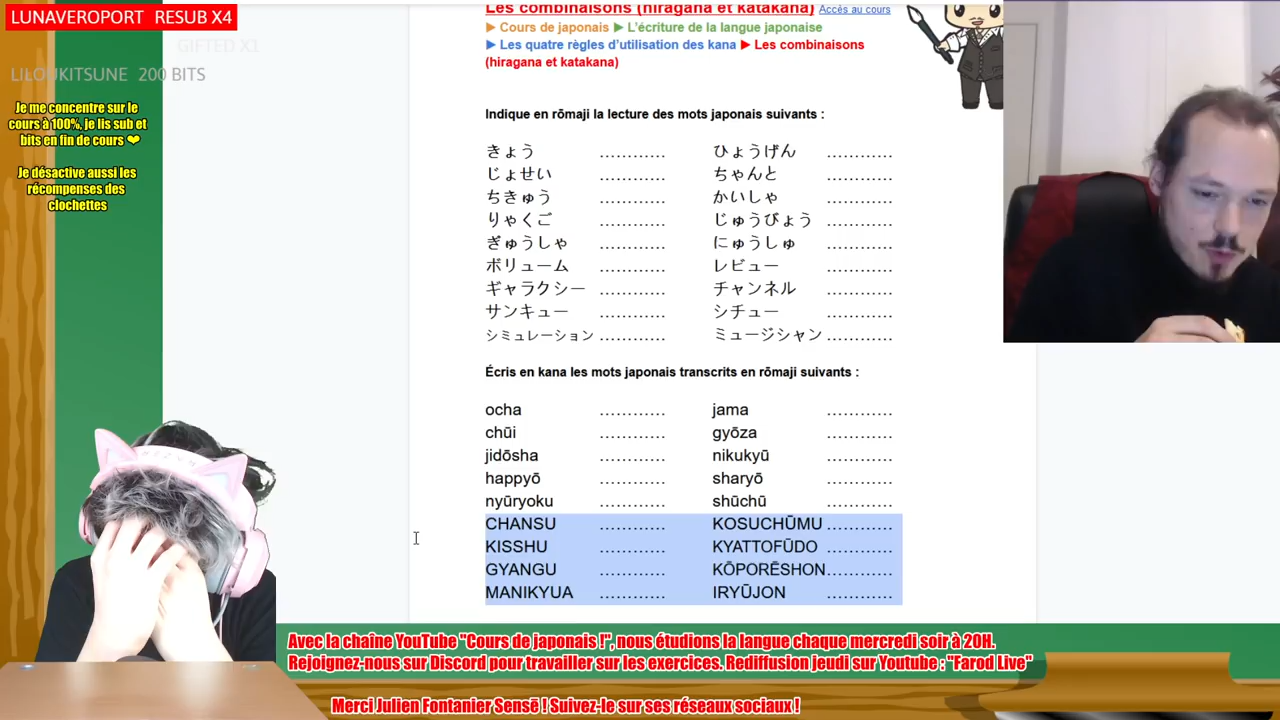 LUNAVEROPORT RESUB X4
GIFTED X1
LILOUKITSUNE 200 BITS
Je me concentre sur le
cours à 100%, je lis sub et
bits en fin de cours ❤
Je désactive aussi les
récompenses des
clochettes
Les combinaisons (hiragana et katakana) Accès au cours
► Cours de japonais ► L'écriture de la langue japonaise
► Les quatre règles d'utilisation des kana ► Les combinaisons
(hiragana et katakana)
Indique en rōmaji la lecture des mots japonais suivants :
きょう ………… ひょうげん …………
じょせい ………… ちゃんと …………
ちきゅう ………… かいしゃ …………
りゃくご ………… じゅうびょう …………
ぎゅうしゃ ………… にゅうしゅ …………
ボリューム ………… レビュー …………
ギャラクシー ………… チャンネル …………
サンキュー ………… シチュー …………
シミュレーション ………… ミュージシャン …………
Écris en kana les mots japonais transcrits en rōmaji suivants :
ocha ………… jama …………
chūi ………… gyōza …………
jidōsha ………… nikukyū …………
happyō ………… sharyō …………
nyūryoku ………… shūchū …………
CHANSU ………… KOSUCHŪMU …………
KISSHU ………… KYATTOFŪDO …………
GYANGU ………… KŌPORĒSHON …………
MANIKYUA ………… IRYŪJON …………
Avec la chaîne YouTube "Cours de japonais !", nous étudions la langue chaque mercredi soir à 20H.
Rejoignez-nous sur Discord pour travailler sur les exercices. Rediffusion jeudi sur Youtube : "Farod Live"
Merci Julien Fontanier Sensē ! Suivez-le sur ses réseaux sociaux !